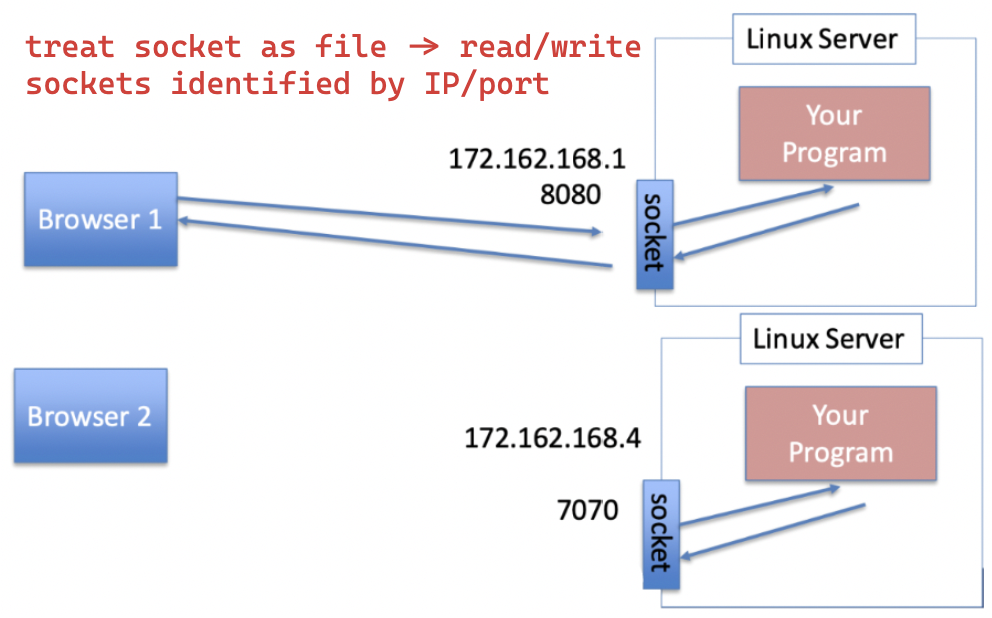 treat socket as file → read/write
sockets identified by IP/port
Linux Server
Your
Program
172.162.168.1
8080
socket
Browser 1
Linux Server
Your
Program
Browser 2
172.162.168.4
7070
socket